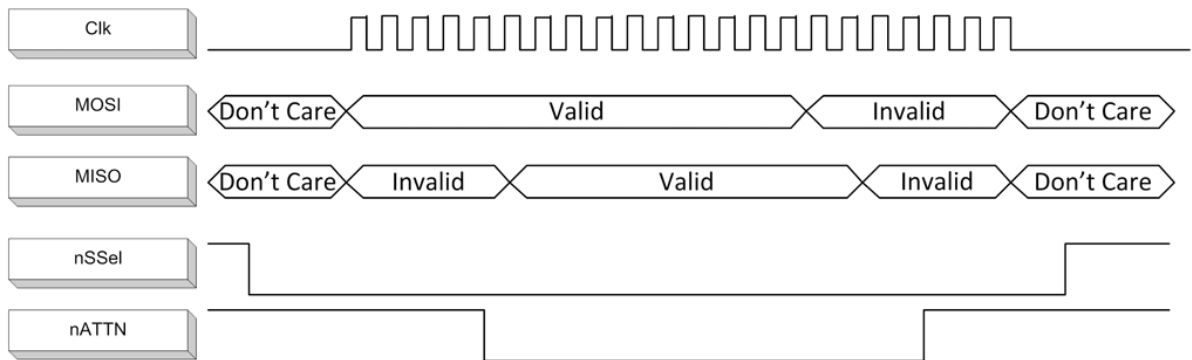 Clk
MOSI
Don't Care Valid Invalid Don't Care
MISO
Don't Care Invalid Valid Invalid Don't Care
nSSel
nATTN